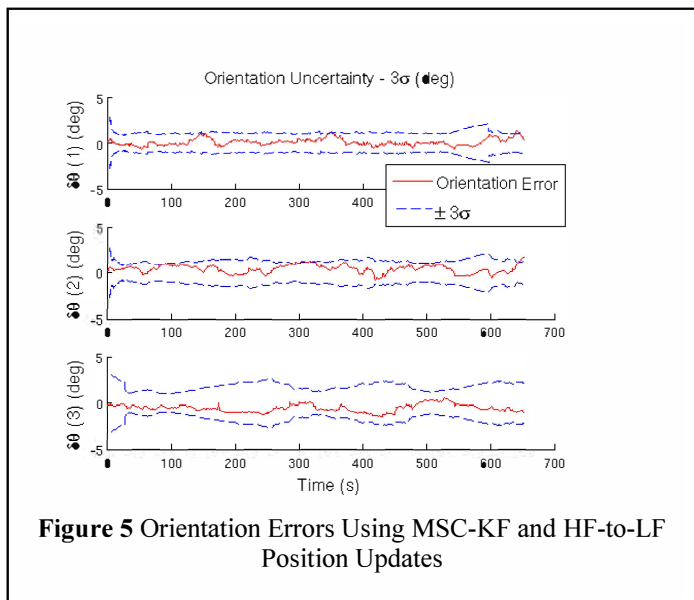 Orientation Uncertainty - 3σ (deg)
5
0
-5
δθ (1) (deg)
0 100 200 300 400 500 600 700
Orientation Error
± 3σ
5
0
-5
δθ (2) (deg)
0 100 200 300 400 500 600 700
5
0
-5
δθ (3) (deg)
0 100 200 300 400 500 600 700
Time (s)
Figure 5 Orientation Errors Using MSC-KF and HF-to-LF
Position Updates